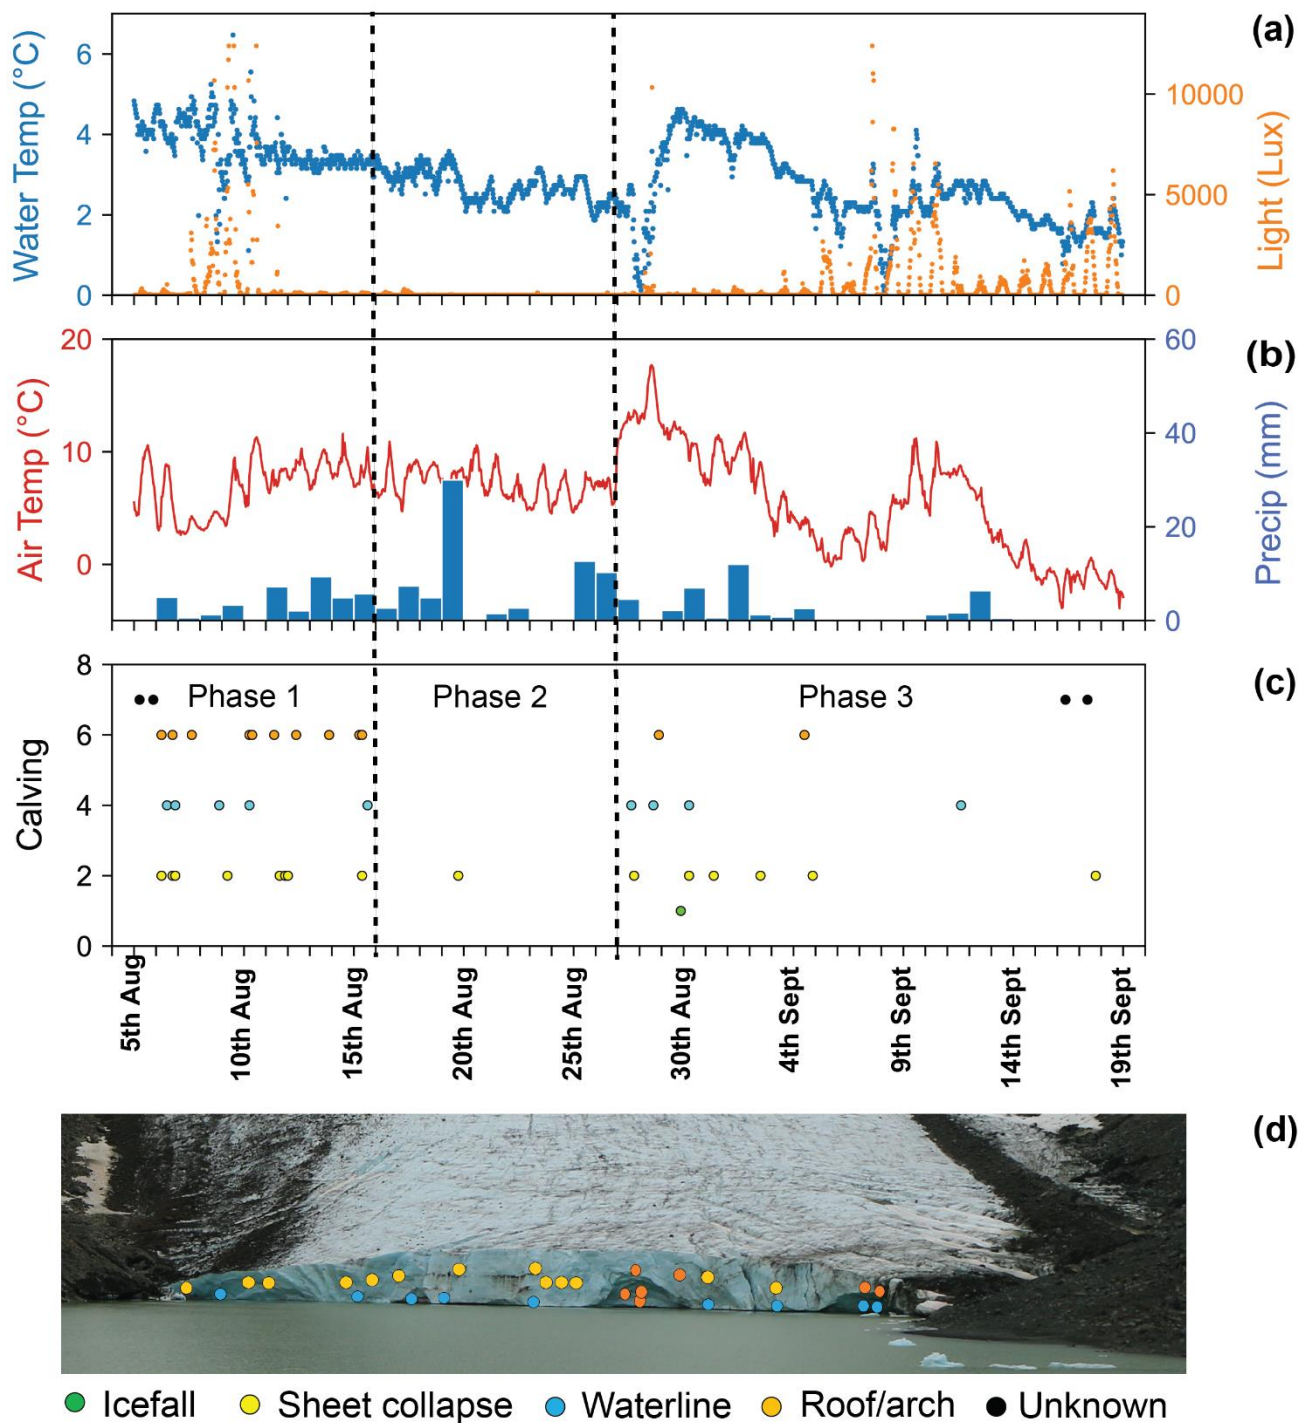 (a)
Water Temp (°C)
6
4
2
0
Light (Lux)
10000
5000
0
(b)
Air Temp (°C)
20
10
0
Precip (mm)
60
40
20
0
(c)
Calving
8
6
4
2
0
Phase 1
Phase 2
Phase 3
5th Aug
10th Aug
15th Aug
20th Aug
25th Aug
30th Aug
4th Sept
9th Sept
14th Sept
19th Sept
(d)
Icefall
Sheet collapse
Waterline
Roof/arch
Unknown